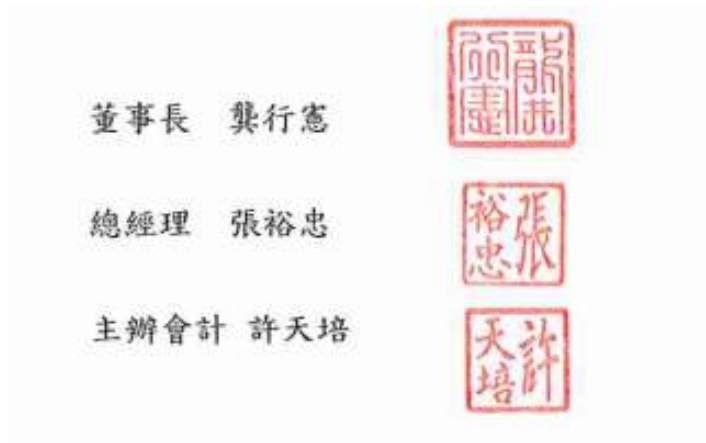 董事長 龔行憲
龔行憲
總經理 張裕忠
張裕忠
主辦會計 許天培
許天培